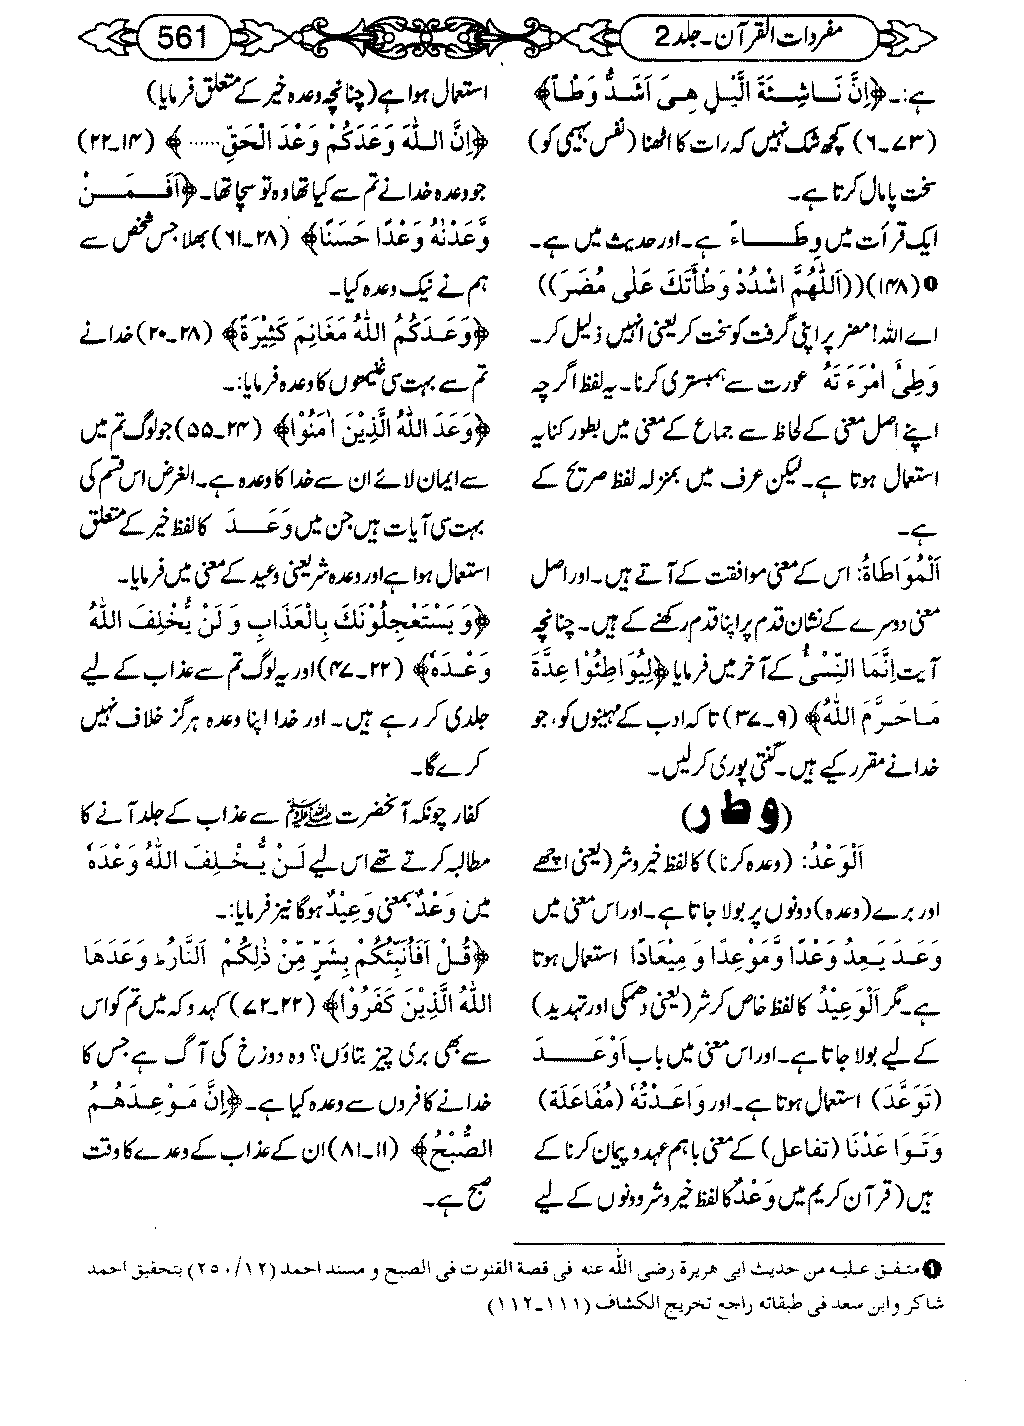 مفردات القرآن۔جلد 2
561
ہے:۔﴿اِنَّ نَاشِئَةَ الَّيْلِ هِىَ اَشَدُّ وَطْأً﴾
(۷۳۔۶) کچھ شک نہیں کہ رات کا اٹھنا (نفس بہیمی کو)
سخت پامال کرتا ہے۔
ایک قرأت میں وِطَاءً ہے۔اور حدیث میں ہے۔
❶(۱۴۸)((اَللّٰهُمَّ اشْدُدْ وَطْأَتَكَ عَلٰى مُضَرَ))
اے اللہ! مضر پر اپنی گرفت کو سخت کر یعنی انہیں ذلیل کر۔
وَطِئَ امْرَءَتَهُ عورت سے ہمبستری کرنا۔یہ لفظ اگرچہ
اپنے اصل معنی کے لحاظ سے جماع کے معنی میں بطور کنایہ
استعمال ہوتا ہے۔لیکن عرف میں بمنزلہ لفظ صریح کے
ہے۔
اَلْمُوَاطَاةُ: اس کے معنی موافقت کے آتے ہیں۔اور اصل
معنی دوسرے کے نشان قدم پر اپنا قدم رکھنے کے ہیں۔چنانچہ
آیت اِنَّمَا النَّسِىْٓءُ کے آخر میں فرمایا ﴿لِيُوَاطِئُوْا عِدَّةَ
مَاحَرَّمَ اللّٰهُ﴾ (۹۔۳۷) تاکہ ادب کے مہینوں کو، جو
خدا نے مقرر کیے ہیں۔گنتی پوری کرلیں۔
(وطر)
اَلْوَعْدُ: (وعدہ کرنا) کا لفظ خیر و شر (یعنی اچھے
اور برے (وعدہ) دونوں پر بولا جاتا ہے۔اور اس معنی میں
وَعَدَ يَعِدُ وَعْدًا وَّمَوْعِدًا وَ مِيْعَادًا استعمال ہوتا
ہے۔مگر اَلْوَعِيْدُ کا لفظ خاص کر شر (یعنی دھمکی اور تہدید)
کے لیے بولا جاتا ہے۔اور اس معنی میں باب اَوْعَدَ
(تَوَعَّدَ) استعمال ہوتا ہے۔اور وَاعَدْتُهُ (مُفَاعَلَة)
وَتَوَاعَدْنَا (تفاعل) کے معنی باہم عہد و پیمان کرنا کے
ہیں (قرآن کریم میں وَعْدٌ کا لفظ خیر و شر دونوں کے لیے
استعمال ہوا ہے (چنانچہ وعدہ خیر کے متعلق فرمایا)
﴿اِنَّ اللّٰهَ وَعَدَكُمْ وَعْدَ الْحَقِّ......﴾ (۱۴۔۲۲)
جو وعدہ خدا نے تم سے کیا تھا وہ تو سچا تھا۔﴿اَفَمَنْ
وَّعَدْنٰهُ وَعْدًا حَسَنًا﴾ (۲۸۔۶۱) بھلا جس شخص سے
ہم نے نیک وعدہ کیا۔
﴿وَعَدَكُمُ اللّٰهُ مَغَانِمَ كَثِيْرَةً﴾ (۲۸۔۲۰) خدا نے
تم سے بہت سی غنیمتوں کا وعدہ فرمایا:۔
﴿وَعَدَ اللّٰهُ الَّذِيْنَ اٰمَنُوْا﴾ (۲۴۔۵۵) جو لوگ تم میں
سے ایمان لائے ان سے خدا کا وعدہ ہے۔الغرض اس قسم کی
بہت سی آیات ہیں جن میں وَعَدَ کا لفظ خیر کے متعلق
استعمال ہوا ہے اور وعدہ شر یعنی وعید کے معنی میں فرمایا۔
﴿وَيَسْتَعْجِلُوْنَكَ بِالْعَذَابِ وَ لَنْ يُّخْلِفَ اللّٰهُ
وَعْدَهٗ﴾ (۲۲۔۴۷) اور یہ لوگ تم سے عذاب کے لیے
جلدی کر رہے ہیں۔اور خدا اپنا وعدہ ہرگز خلاف نہیں
کرے گا۔
کفار چونکہ آنحضرت ﷺ سے عذاب کے جلد آنے کا
مطالبہ کرتے تھے اس لیے لَنْ يُّخْلِفَ اللّٰهُ وَعْدَهٗ
میں وَعْدٌ بمعنی وَعِيْدٌ ہوگا نیز فرمایا:۔
﴿قُلْ اَفَأُنَبِّئُكُمْ بِشَرٍّ مِّنْ ذٰلِكُمْ اَلنَّارُ وَعَدَهَا
اللّٰهُ الَّذِيْنَ كَفَرُوْا﴾ (۲۲۔۷۲) کہدو کہ میں تم کو اس
سے بھی بری چیز بتاؤں؟ وہ دوزخ کی آگ ہے جس کا
خدا نے کافروں سے وعدہ کیا ہے۔﴿اِنَّ مَوْعِدَهُمُ
الصُّبْحُ﴾ (۱۱۔۸۱) ان کے عذاب کے وعدے کا وقت
صبح ہے۔
❶ متفق عليه من حديث ابى هريرة رضى الله عنه فى قصة القنوت فى الصبح و مسند احمد (۱۲/۲۵۰) بتحقيق احمد
شاكر وابن سعد فى طبقاته راجع تخريج الكشاف (۱۱۱۔۱۱۲)